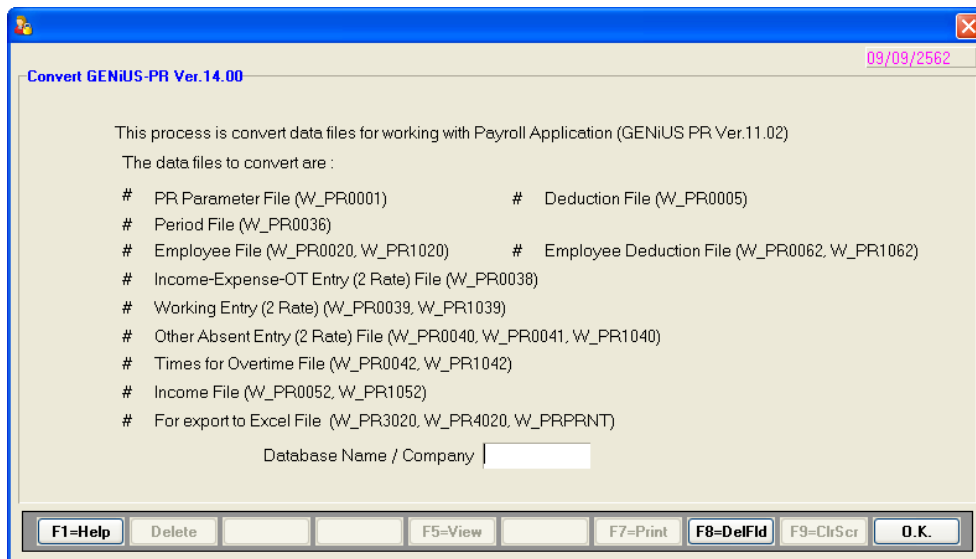 09/09/2562
Convert GENiUS-PR Ver.14.00
This process is convert data files for working with Payroll Application (GENiUS PR Ver.11.02)
The data files to convert are :
# PR Parameter File (W_PR0001) # Deduction File (W_PR0005)
# Period File (W_PR0036)
# Employee File (W_PR0020, W_PR1020) # Employee Deduction File (W_PR0062, W_PR1062)
# Income-Expense-OT Entry (2 Rate) File (W_PR0038)
# Working Entry (2 Rate) (W_PR0039, W_PR1039)
# Other Absent Entry (2 Rate) File (W_PR0040, W_PR0041, W_PR1040)
# Times for Overtime File (W_PR0042, W_PR1042)
# Income File (W_PR0052, W_PR1052)
# For export to Excel File (W_PR3020, W_PR4020, W_PRPRNT)
Database Name / Company
F1=Help Delete F5=View F7=Print F8=DelFld F9=ClrScr O.K.